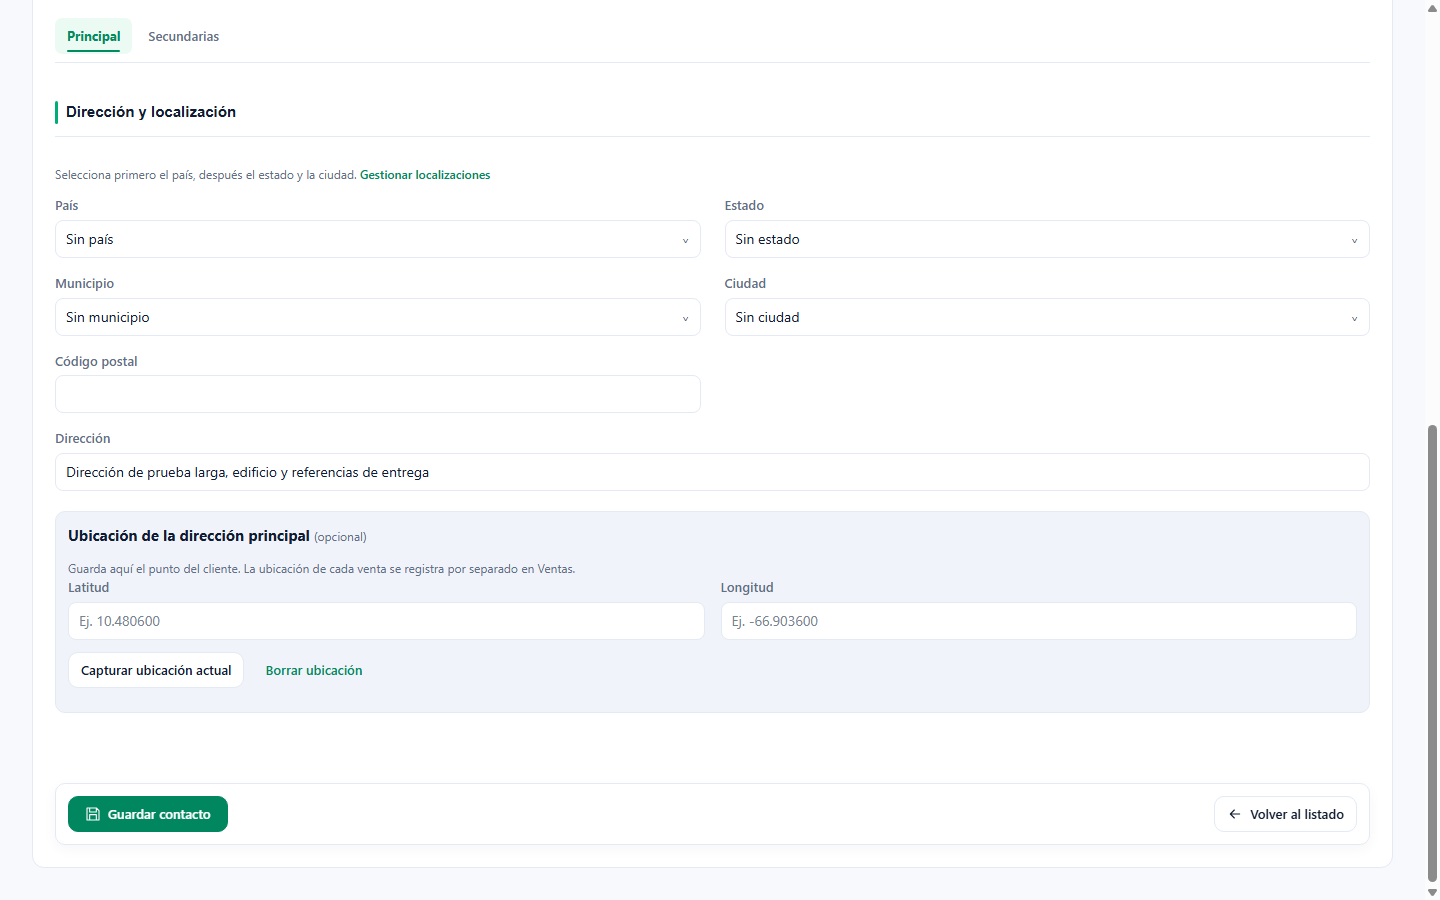 Principal
Secundarias
Dirección y localización
Selecciona primero el país, después el estado y la ciudad. Gestionar localizaciones
País
Estado
Sin país
Sin estado
Municipio
Ciudad
Sin municipio
Sin ciudad
Código postal
Dirección
Dirección de prueba larga, edificio y referencias de entrega
Ubicación de la dirección principal (opcional)
Guarda aquí el punto del cliente. La ubicación de cada venta se registra por separado en Ventas.
Latitud
Longitud
Ej. 10.480600
Ej. -66.903600
Capturar ubicación actual
Borrar ubicación
Guardar contacto
Volver al listado